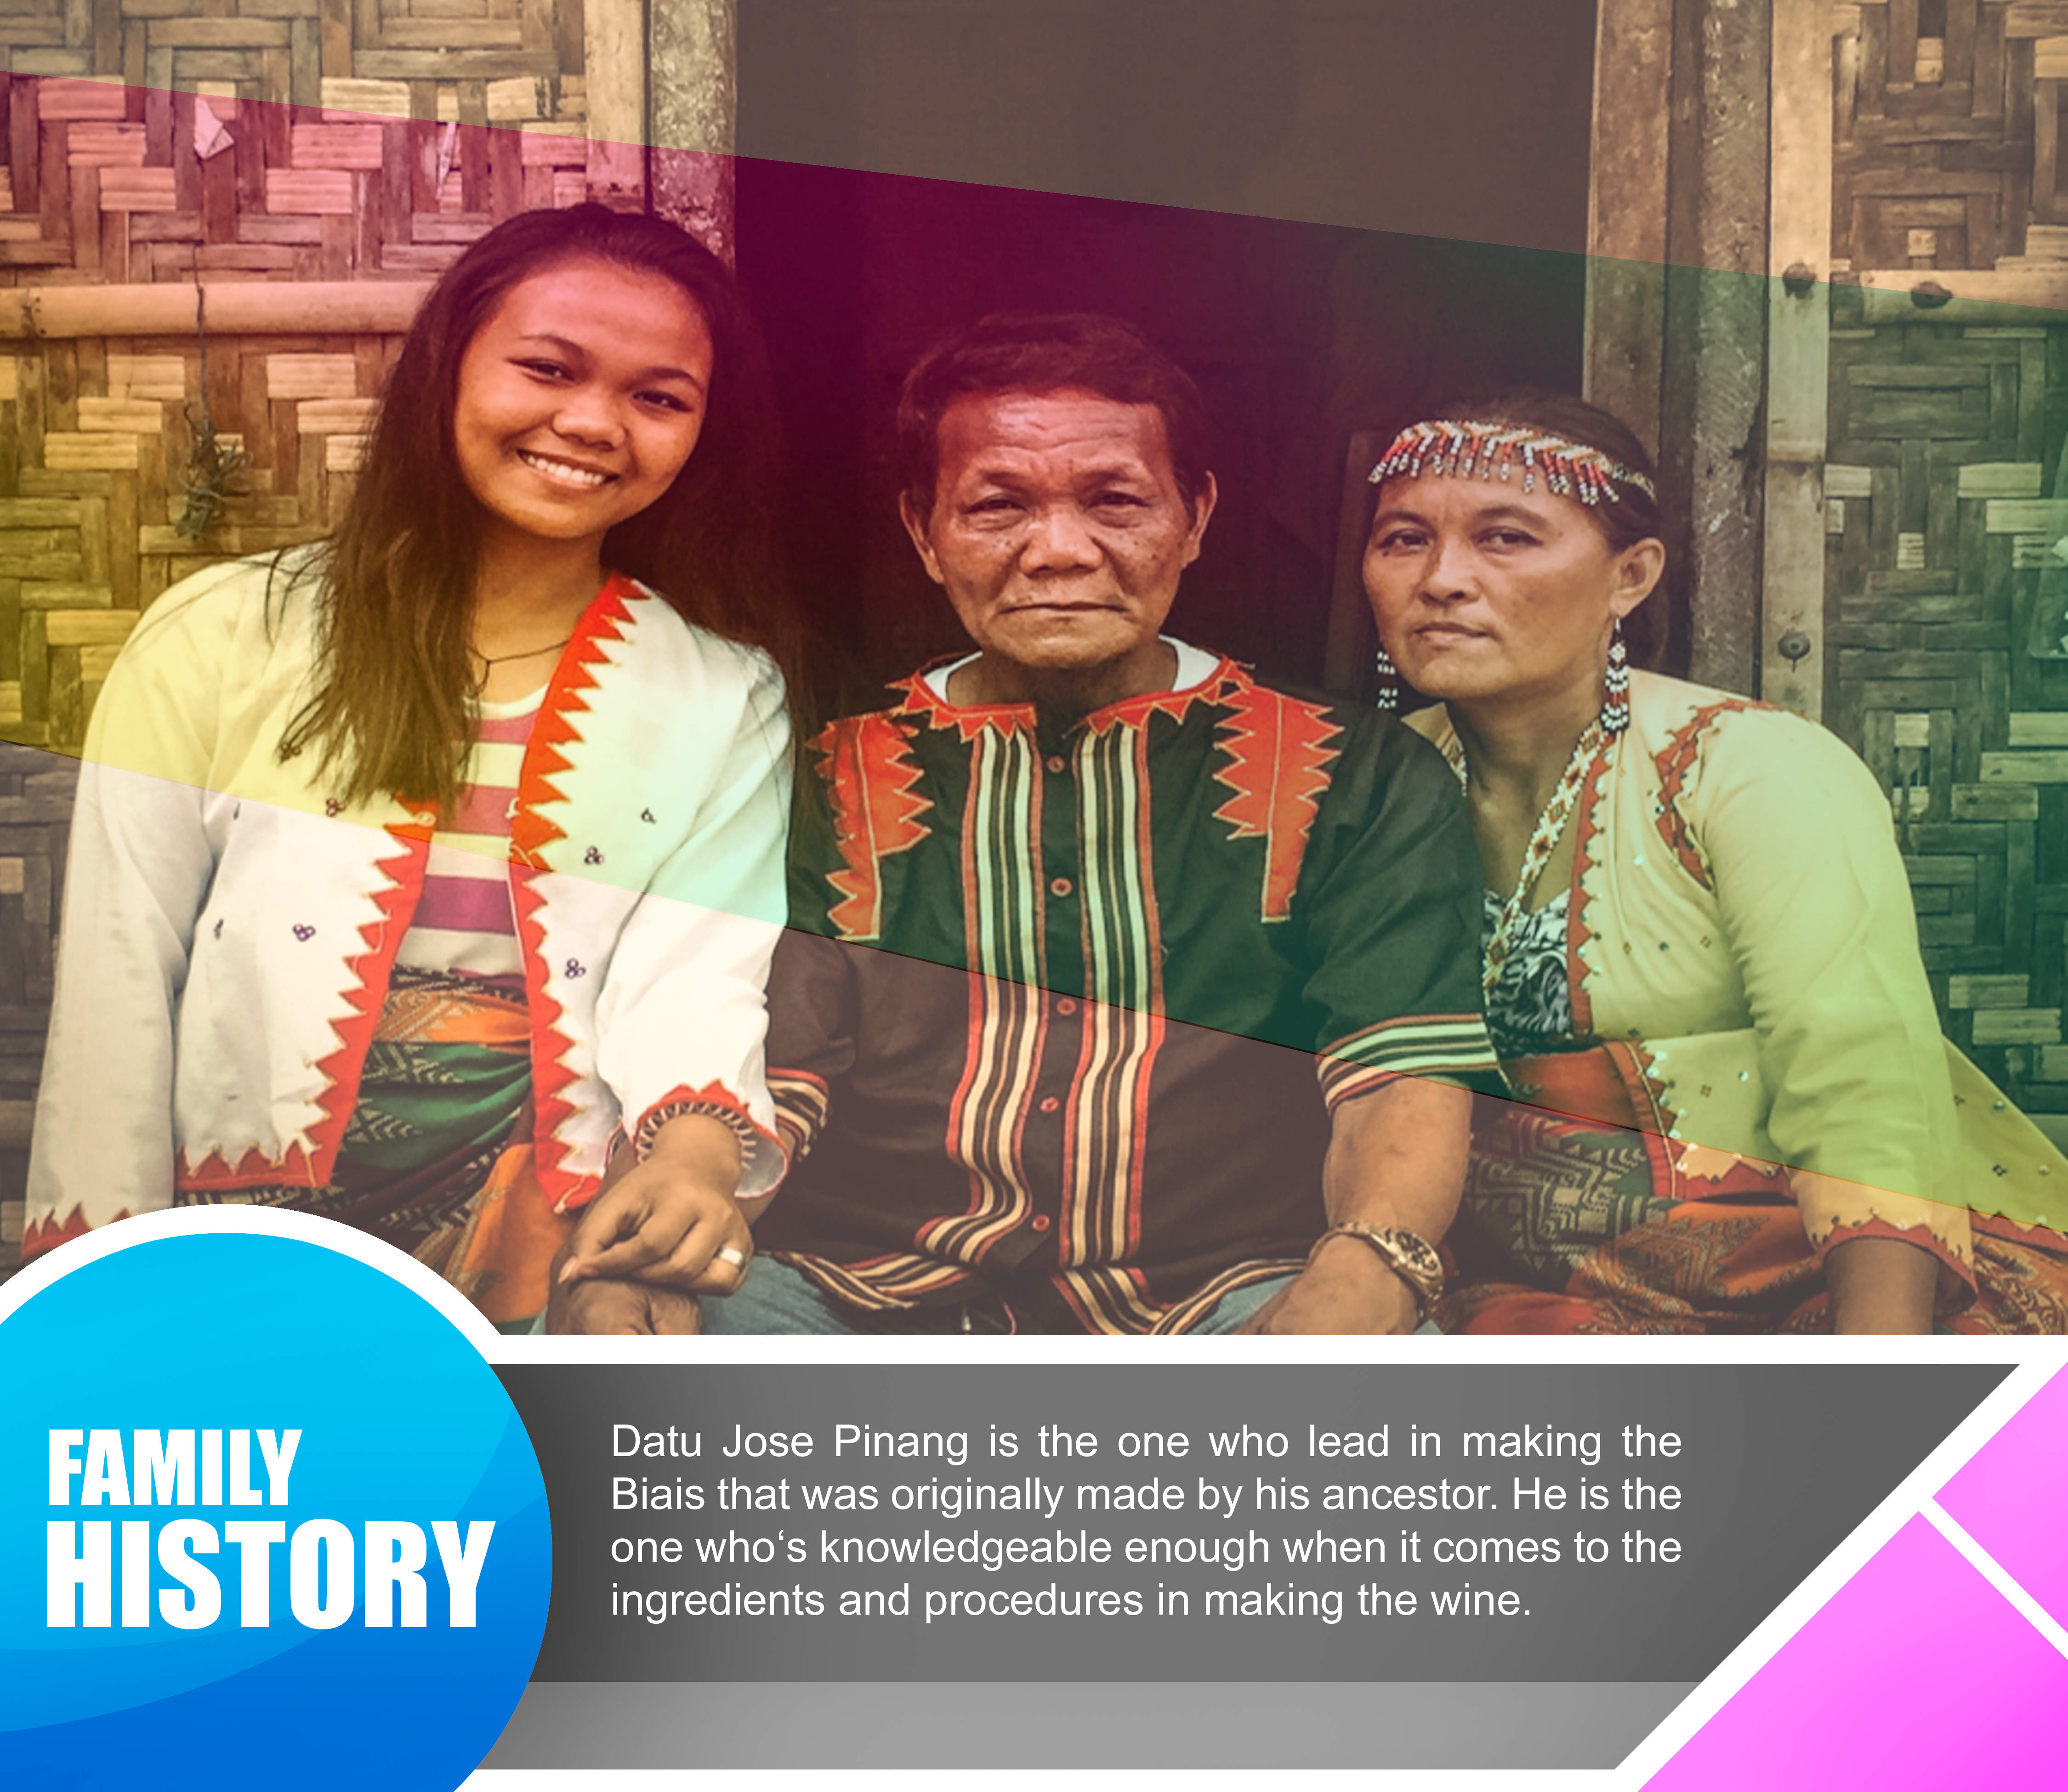 FAMILY
HISTORY
Datu Jose Pinang is the one who lead in making the
Biais that was originally made by his ancestor. He is the
one who‘s knowledgeable enough when it comes to the
ingredients and procedures in making the wine.